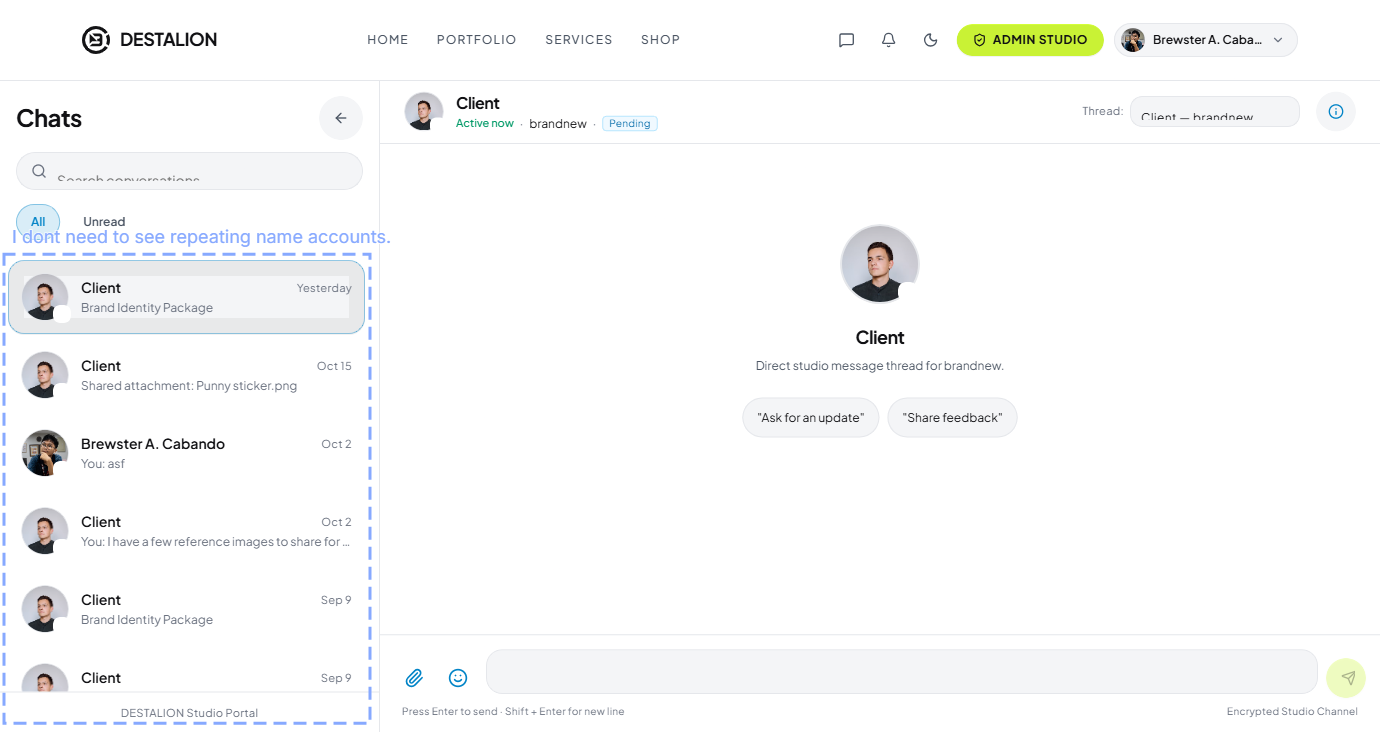 DESTALION
HOME PORTFOLIO SERVICES SHOP
ADMIN STUDIO
Brewster A. Caba...
Chats
Search conversations
All Unread
I dont need to see repeating name accounts.
Client Yesterday
Brand Identity Package
Client Oct 15
Shared attachment: Punny sticker.png
Brewster A. Cabando Oct 2
You: asf
Client Oct 2
You: I have a few reference images to share for ...
Client Sep 9
Brand Identity Package
Client Sep 9
DESTALION Studio Portal
Client
Active now · brandnew · Pending
Thread: Client — brandnew
Client
Direct studio message thread for brandnew.
"Ask for an update" "Share feedback"
Press Enter to send · Shift + Enter for new line
Encrypted Studio Channel